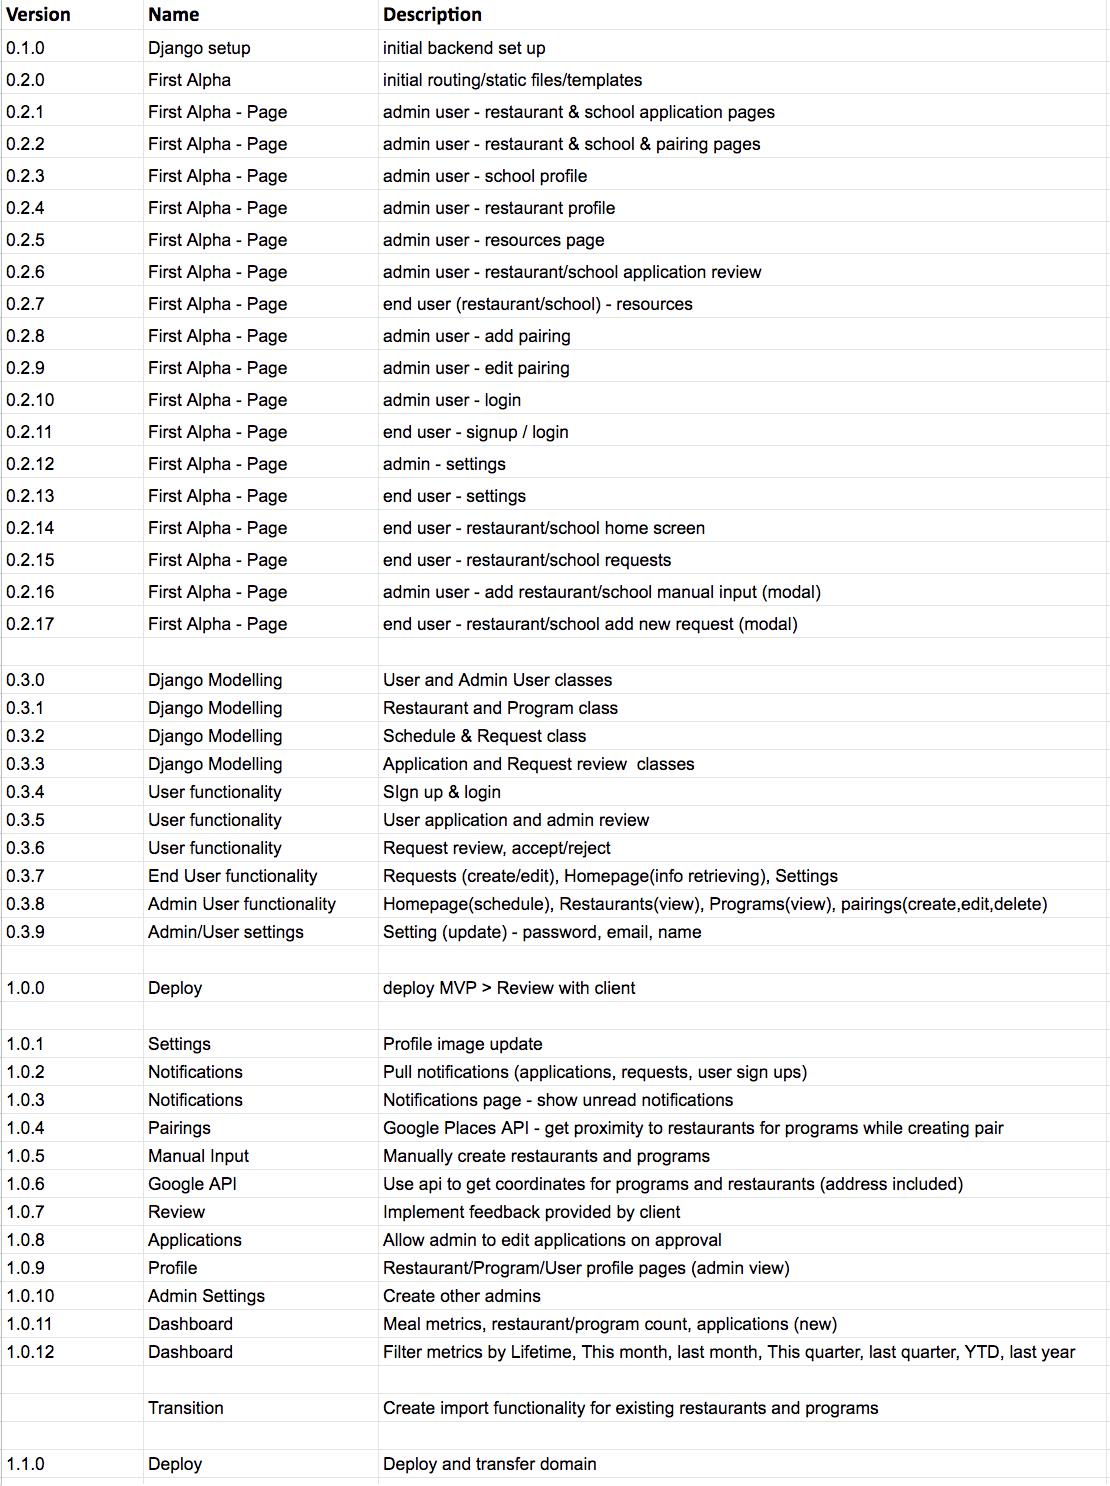 Version Name Description
0.1.0 Django setup initial backend set up
0.2.0 First Alpha initial routing/static files/templates
0.2.1 First Alpha - Page admin user - restaurant & school application pages
0.2.2 First Alpha - Page admin user - restaurant & school & pairing pages
0.2.3 First Alpha - Page admin user - school profile
0.2.4 First Alpha - Page admin user - restaurant profile
0.2.5 First Alpha - Page admin user - resources page
0.2.6 First Alpha - Page admin user - restaurant/school application review
0.2.7 First Alpha - Page end user (restaurant/school) - resources
0.2.8 First Alpha - Page admin user - add pairing
0.2.9 First Alpha - Page admin user - edit pairing
0.2.10 First Alpha - Page admin user - login
0.2.11 First Alpha - Page end user - signup / login
0.2.12 First Alpha - Page admin - settings
0.2.13 First Alpha - Page end user - settings
0.2.14 First Alpha - Page end user - restaurant/school home screen
0.2.15 First Alpha - Page end user - restaurant/school requests
0.2.16 First Alpha - Page admin user - add restaurant/school manual input (modal)
0.2.17 First Alpha - Page end user - restaurant/school add new request (modal)
0.3.0 Django Modelling User and Admin User classes
0.3.1 Django Modelling Restaurant and Program class
0.3.2 Django Modelling Schedule & Request class
0.3.3 Django Modelling Application and Request review  classes
0.3.4 User functionality SIgn up & login
0.3.5 User functionality User application and admin review
0.3.6 User functionality Request review, accept/reject
0.3.7 End User functionality Requests (create/edit), Homepage(info retrieving), Settings
0.3.8 Admin User functionality Homepage(schedule), Restaurants(view), Programs(view), pairings(create,edit,delete)
0.3.9 Admin/User settings Setting (update) - password, email, name
1.0.0 Deploy deploy MVP > Review with client
1.0.1 Settings Profile image update
1.0.2 Notifications Pull notifications (applications, requests, user sign ups)
1.0.3 Notifications Notifications page - show unread notifications
1.0.4 Pairings Google Places API - get proximity to restaurants for programs while creating pair
1.0.5 Manual Input Manually create restaurants and programs
1.0.6 Google API Use api to get coordinates for programs and restaurants (address included)
1.0.7 Review Implement feedback provided by client
1.0.8 Applications Allow admin to edit applications on approval
1.0.9 Profile Restaurant/Program/User profile pages (admin view)
1.0.10 Admin Settings Create other admins
1.0.11 Dashboard Meal metrics, restaurant/program count, applications (new)
1.0.12 Dashboard Filter metrics by Lifetime, This month, last month, This quarter, last quarter, YTD, last year
Transition Create import functionality for existing restaurants and programs
1.1.0 Deploy Deploy and transfer domain